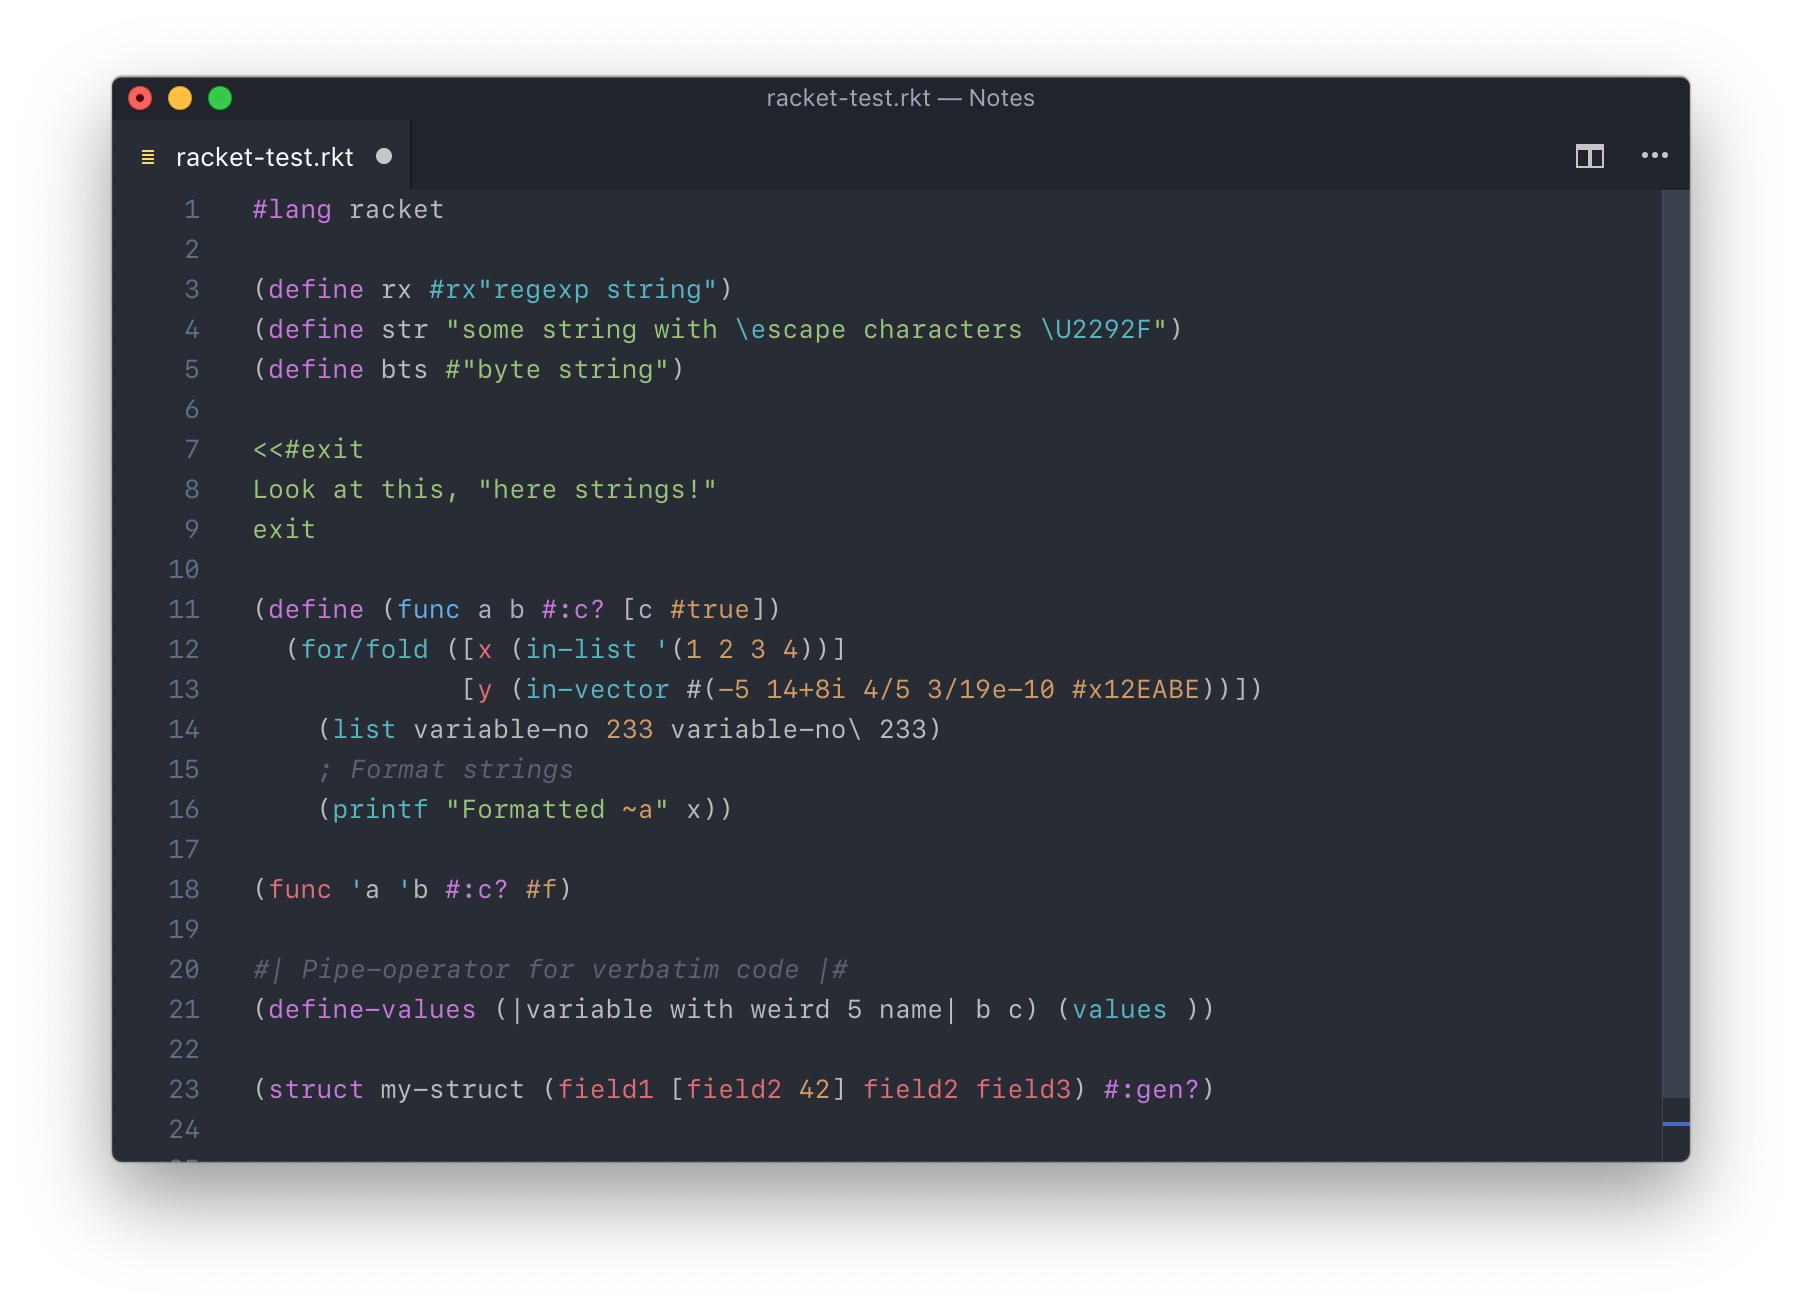 racket-test.rkt — Notes
racket-test.rkt
1 #lang racket
2
3 (define rx #rx"regexp string")
4 (define str "some string with \escape characters \U2292F")
5 (define bts #"byte string")
6
7 <<#exit
8 Look at this, "here strings!"
9 exit
10
11 (define (func a b #:c? [c #true])
12   (for/fold ([x (in-list '(1 2 3 4))]
13              [y (in-vector #(-5 14+8i 4/5 3/19e-10 #x12EABE))])
14     (list variable-no 233 variable-no\ 233)
15     ; Format strings
16     (printf "Formatted ~a" x))
17
18 (func 'a 'b #:c? #f)
19
20 #| Pipe-operator for verbatim code |#
21 (define-values (|variable with weird 5 name| b c) (values ))
22
23 (struct my-struct (field1 [field2 42] field2 field3) #:gen?)
24